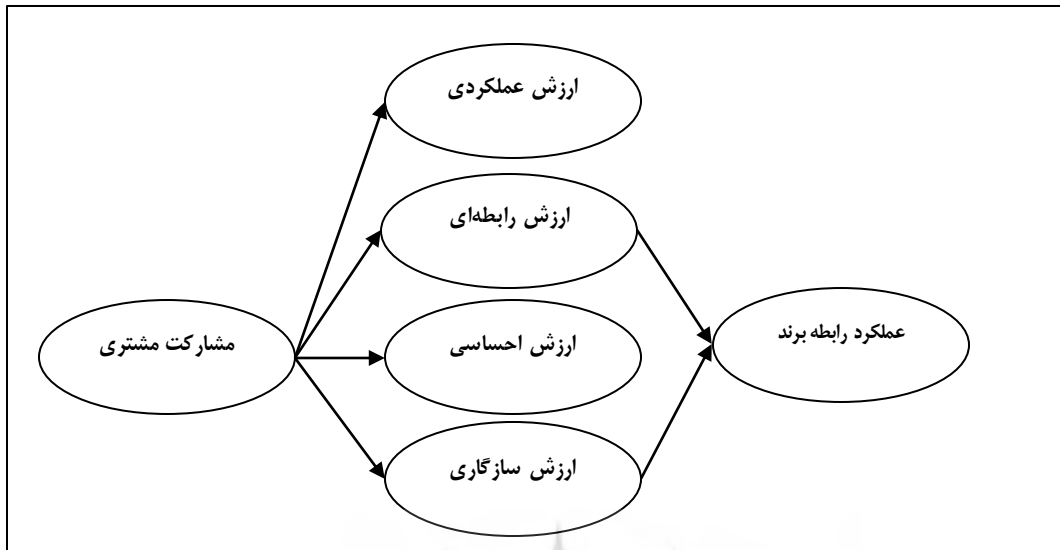 ارزش عملکردی
ارزش رابطه‌ای
مشارکت مشتری
ارزش احساسی
عملکرد رابطه برند
ارزش سازگاری